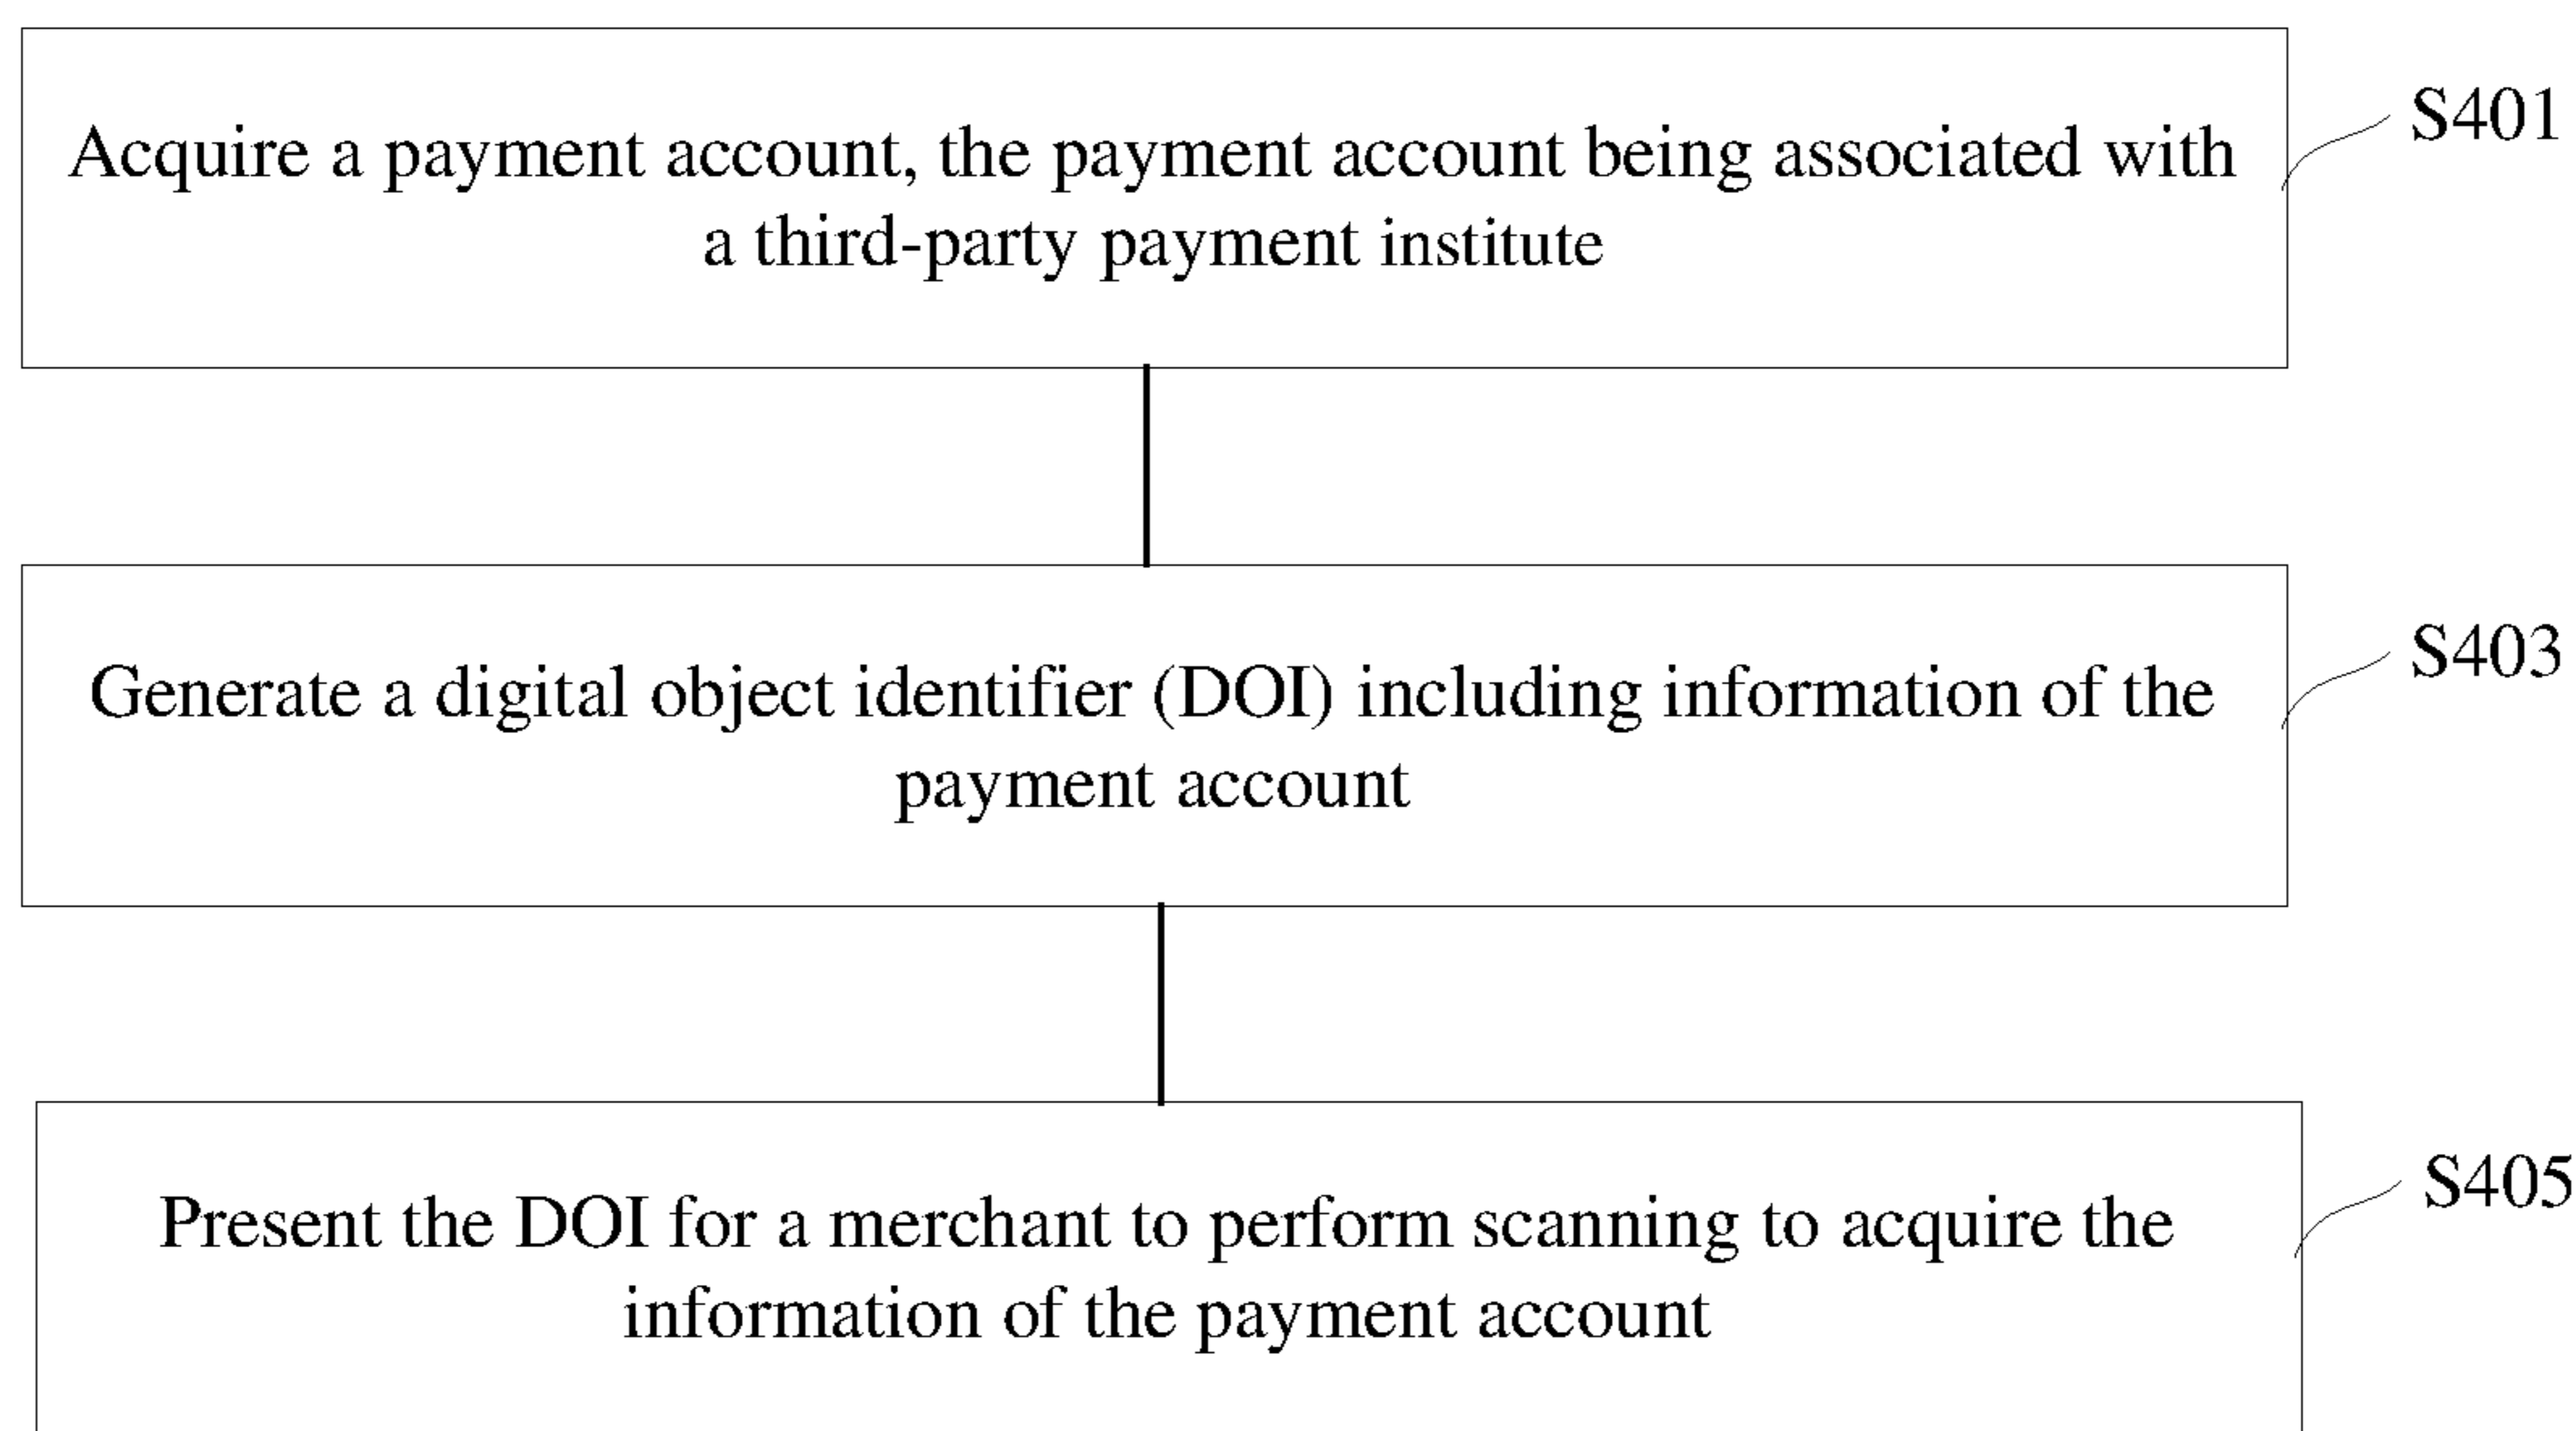 Acquire a payment account, the payment account being associated with
a third-party payment institute
S401
Generate a digital object identifier (DOI) including information of the
payment account
S403
Present the DOI for a merchant to perform scanning to acquire the
information of the payment account
S405